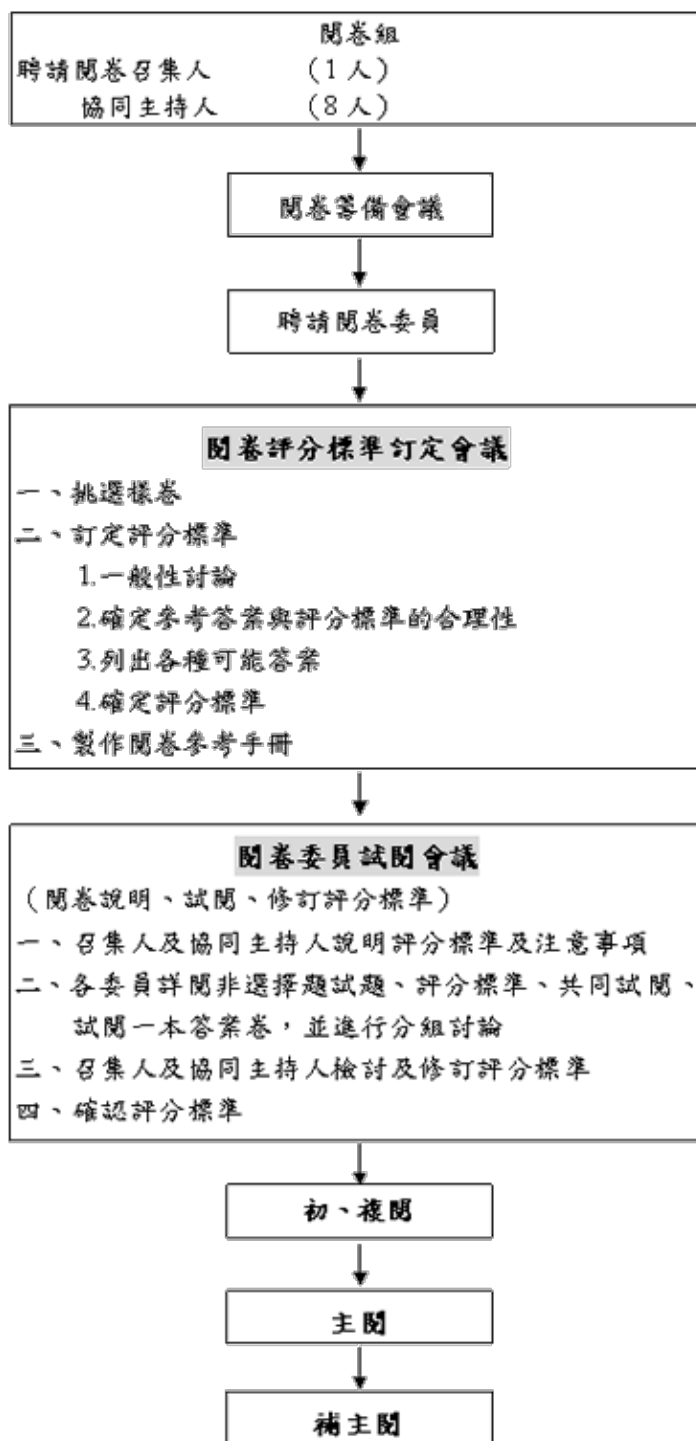 閱卷組
聘請閱卷召集人 (1人)
協同主持人 (8人)
閱卷籌備會議
聘請閱卷委員
閱卷評分標準訂定會議
一、挑選樣卷
二、訂定評分標準
1.一般性討論
2.確定參考答案與評分標準的合理性
3.列出各種可能答案
4.確定評分標準
三、製作閱卷參考手冊
閱卷委員試閱會議
(閱卷說明、試閱、修訂評分標準)
一、召集人及協同主持人說明評分標準及注意事項
二、各委員詳閱非選擇題試題、評分標準、共同試閱、
試閱一本答案卷,並進行分組討論
三、召集人及協同主持人檢討及修訂評分標準
四、確認評分標準
初、複閱
主閱
補主閱